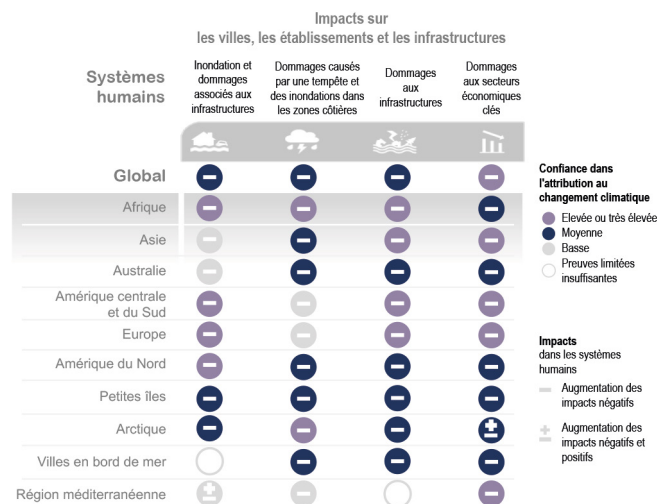 Impacts sur
les villes, les établissements et les infrastructures
Systèmes
humains
Inondation et
dommages
associés aux
infrastructures
Dommages causés
par une tempête et
des inondations dans
les zones côtières
Dommages
aux
infrastructures
Dommages
aux secteurs
économiques
clés
Global
Afrique
Asie
Australie
Amérique centrale
et du Sud
Europe
Amérique du Nord
Petites îles
Arctique
Villes en bord de mer
Région méditerranéenne
Confiance dans
l'attribution au
changement climatique
Elevée ou très élevée
Moyenne
Basse
Preuves limitées
insuffisantes
Impacts
dans les systèmes
humains
Augmentation des
impacts négatifs
Augmentation des
impacts négatifs et
positifs